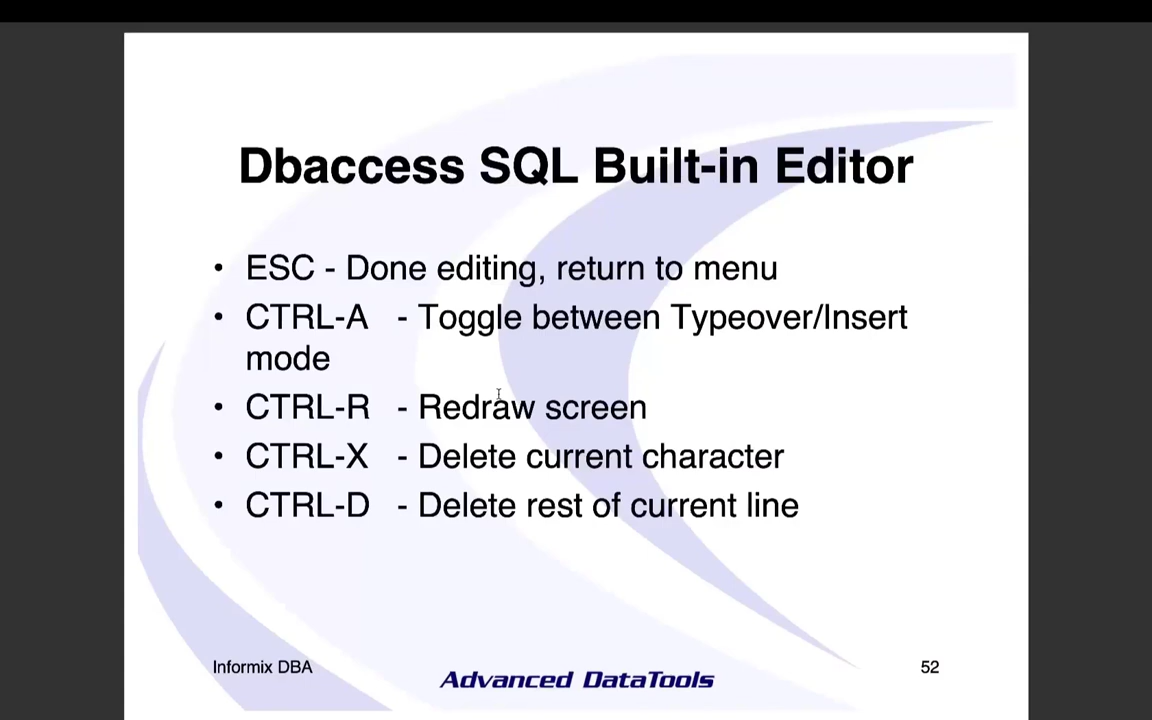 Dbaccess SQL Built-in Editor
• ESC - Done editing, return to menu
• CTRL-A - Toggle between Typeover/Insert
mode
• CTRL-R - Redraw screen
• CTRL-X - Delete current character
• CTRL-D - Delete rest of current line
Informix DBA
Advanced DataTools
52